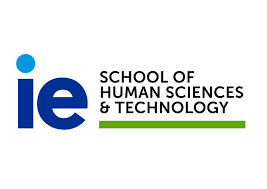 ie
SCHOOL OF
HUMAN SCIENCES
& TECHNOLOGY